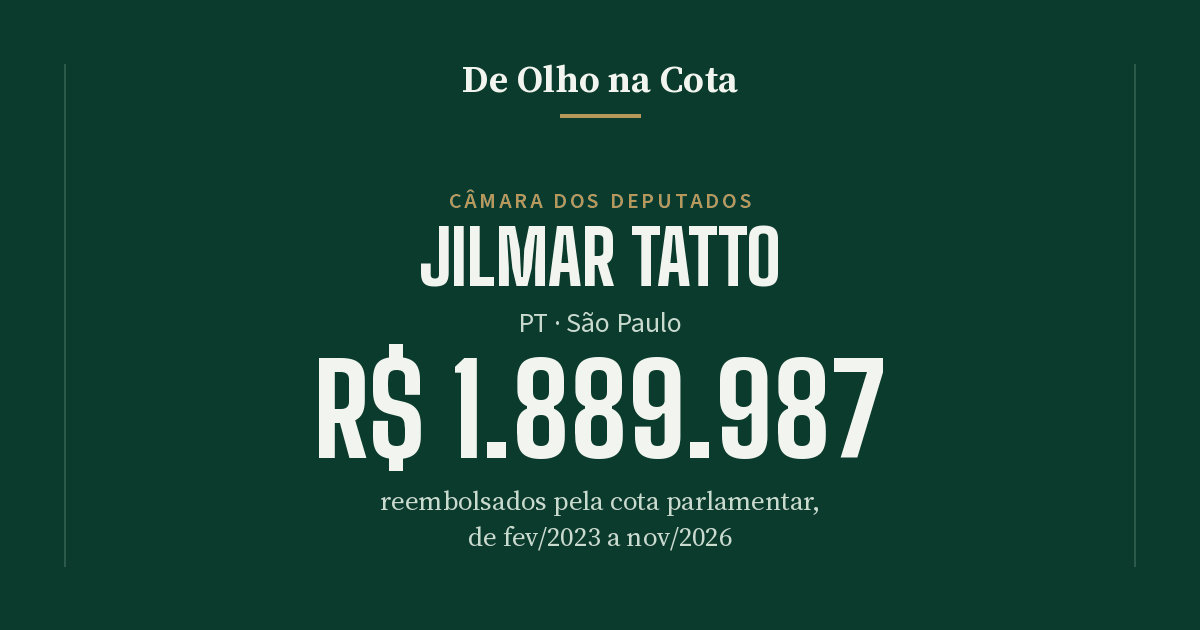 De Olho na Cota
CÂMARA DOS DEPUTADOS
JILMAR TATTO
PT · São Paulo
R$ 1.889.987
reembolsados pela cota parlamentar,
de fev/2023 a nov/2026